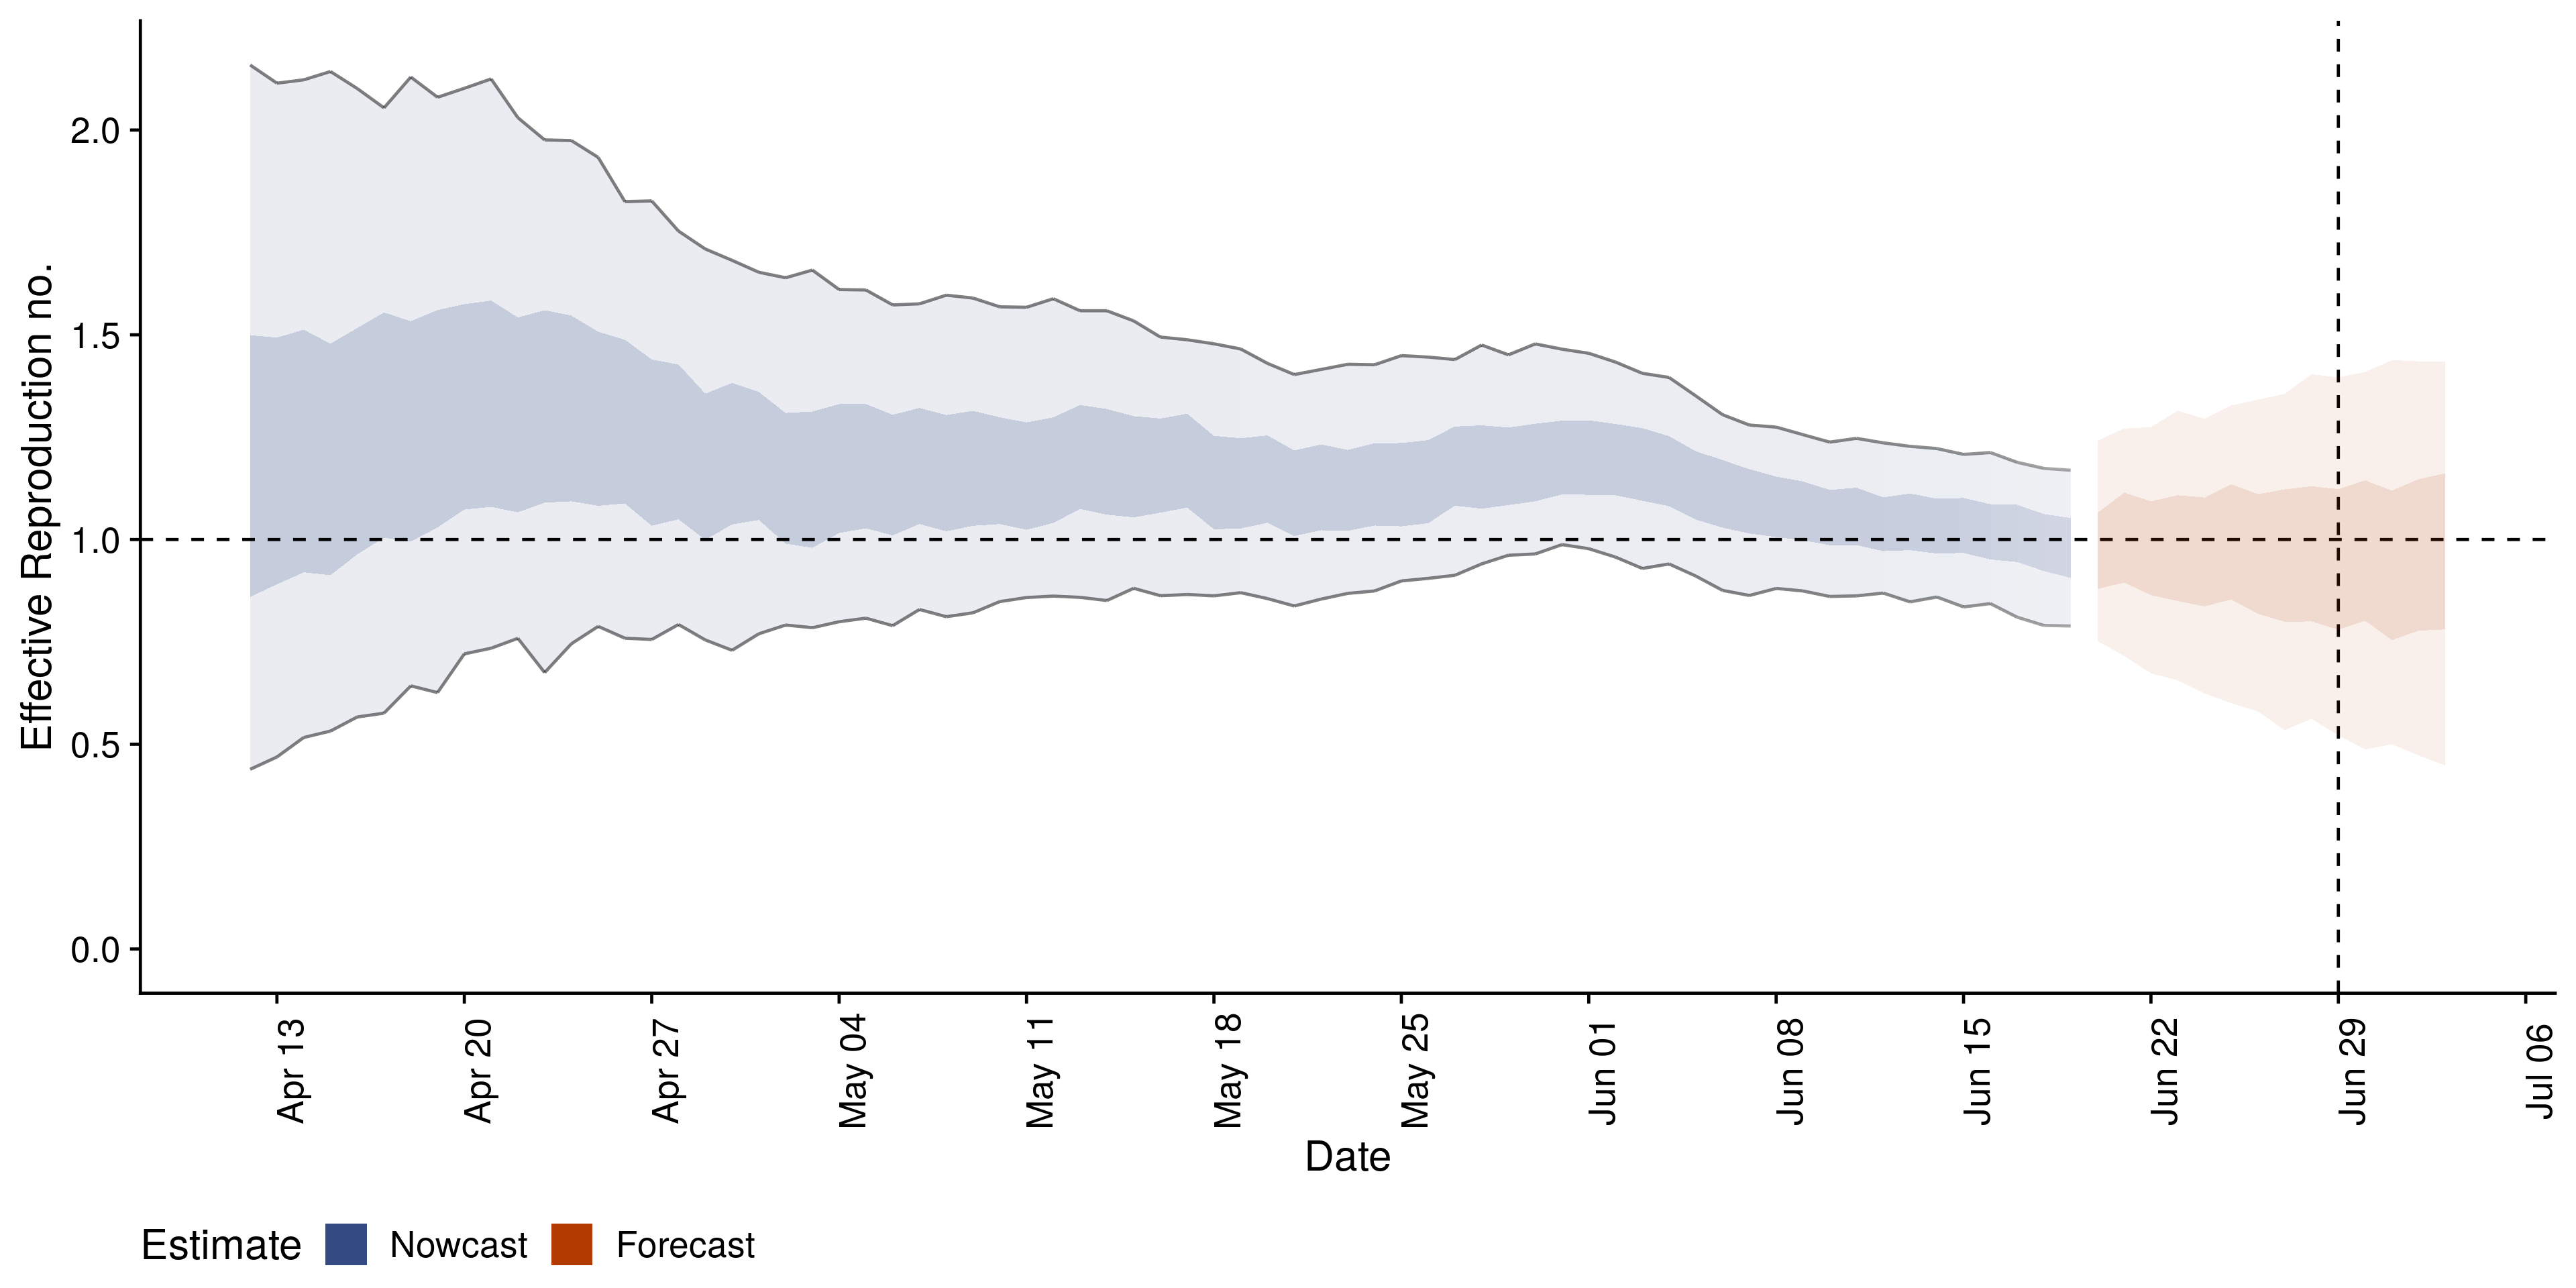 Effective Reproduction no.
2.0
1.5
1.0
0.5
0.0
Apr 13
Apr 20
Apr 27
May 04
May 11
May 18
May 25
Jun 01
Jun 08
Jun 15
Jun 22
Jun 29
Jul 06
Date
Estimate Nowcast Forecast